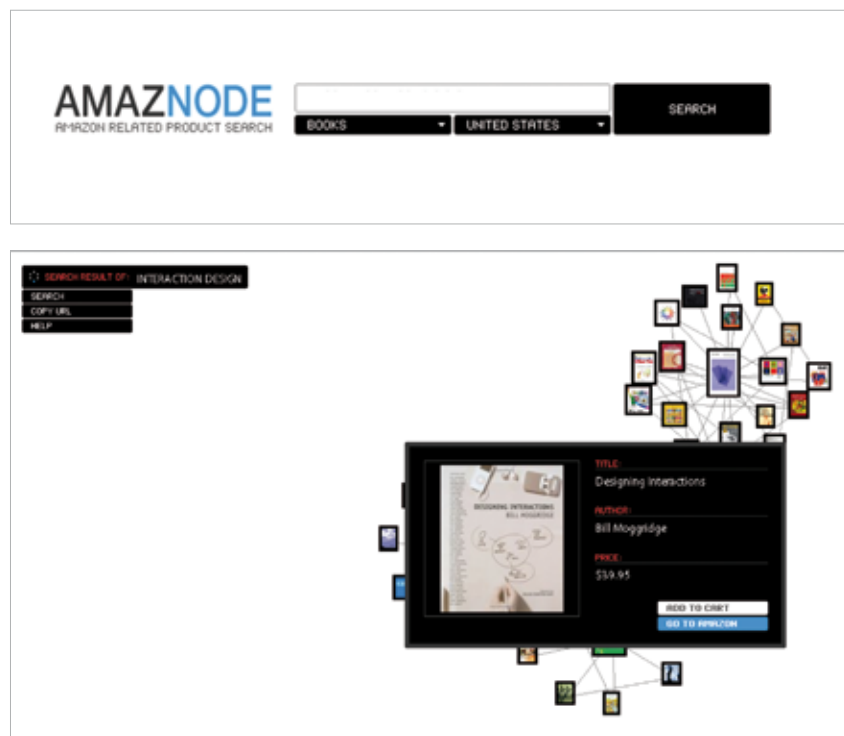 AMAZNODE
AMAZON RELATED PRODUCT SEARCH
BOOKS
UNITED STATES
SEARCH
SEARCH RESULT OF: INTERACTION DESIGN
SEARCH
COPY URL
HELP
DESIGNING INTERACTIONS
BILL MOGGRIDGE
TITLE:
Designing Interactions
AUTHOR:
Bill Moggridge
PRICE:
$39.95
ADD TO CART
GO TO AMAZON